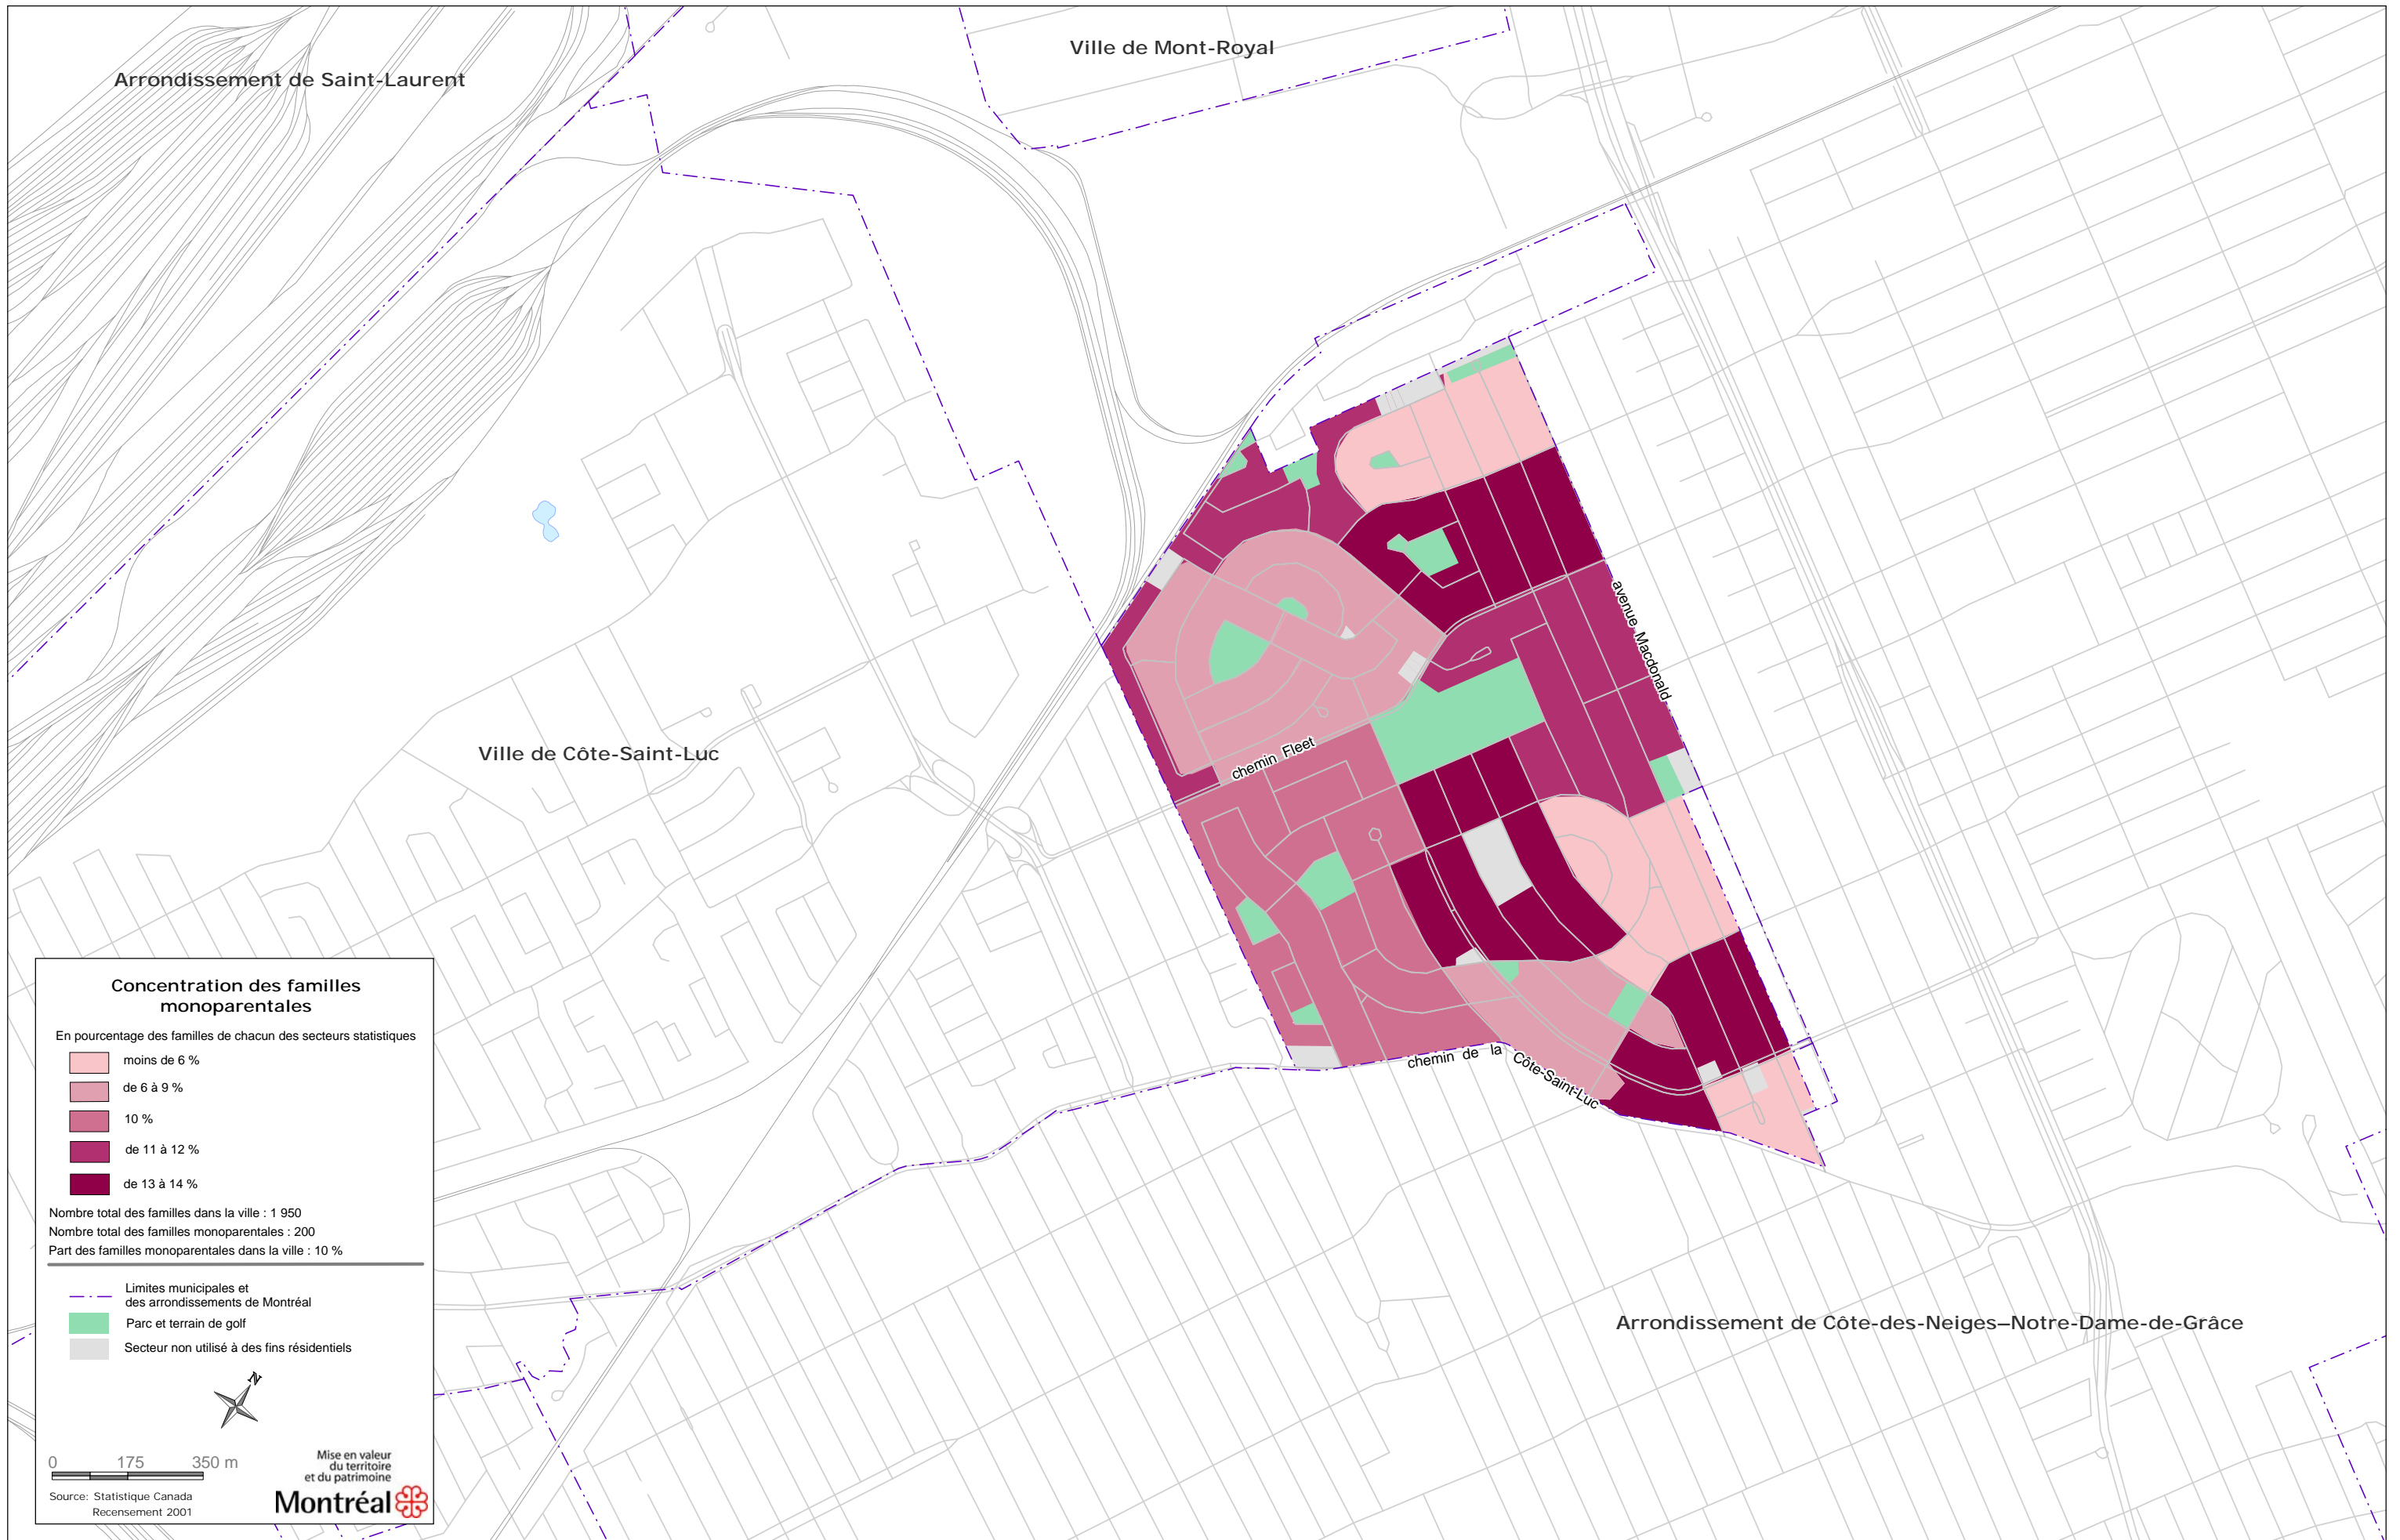 Arrondissement de Saint-Laurent
Ville de Mont-Royal
avenue Macdonald
Ville de Côte-Saint-Luc
chemin Fleet
chemin de la Côte-Saint-Luc
Arrondissement de Côte-des-Neiges–Notre-Dame-de-Grâce
Concentration des familles
monoparentales
En pourcentage des familles de chacun des secteurs statistiques
moins de 6 %
de 6 à 9 %
10 %
de 11 à 12 %
de 13 à 14 %
Nombre total des familles dans la ville : 1 950
Nombre total des familles monoparentales : 200
Part des familles monoparentales dans la ville : 10 %
Limites municipales et
des arrondissements de Montréal
Parc et terrain de golf
Secteur non utilisé à des fins résidentiels
N
0 175 350 m
Source: Statistique Canada
Recensement 2001
Mise en valeur
du territoire
et du patrimoine
Montréal